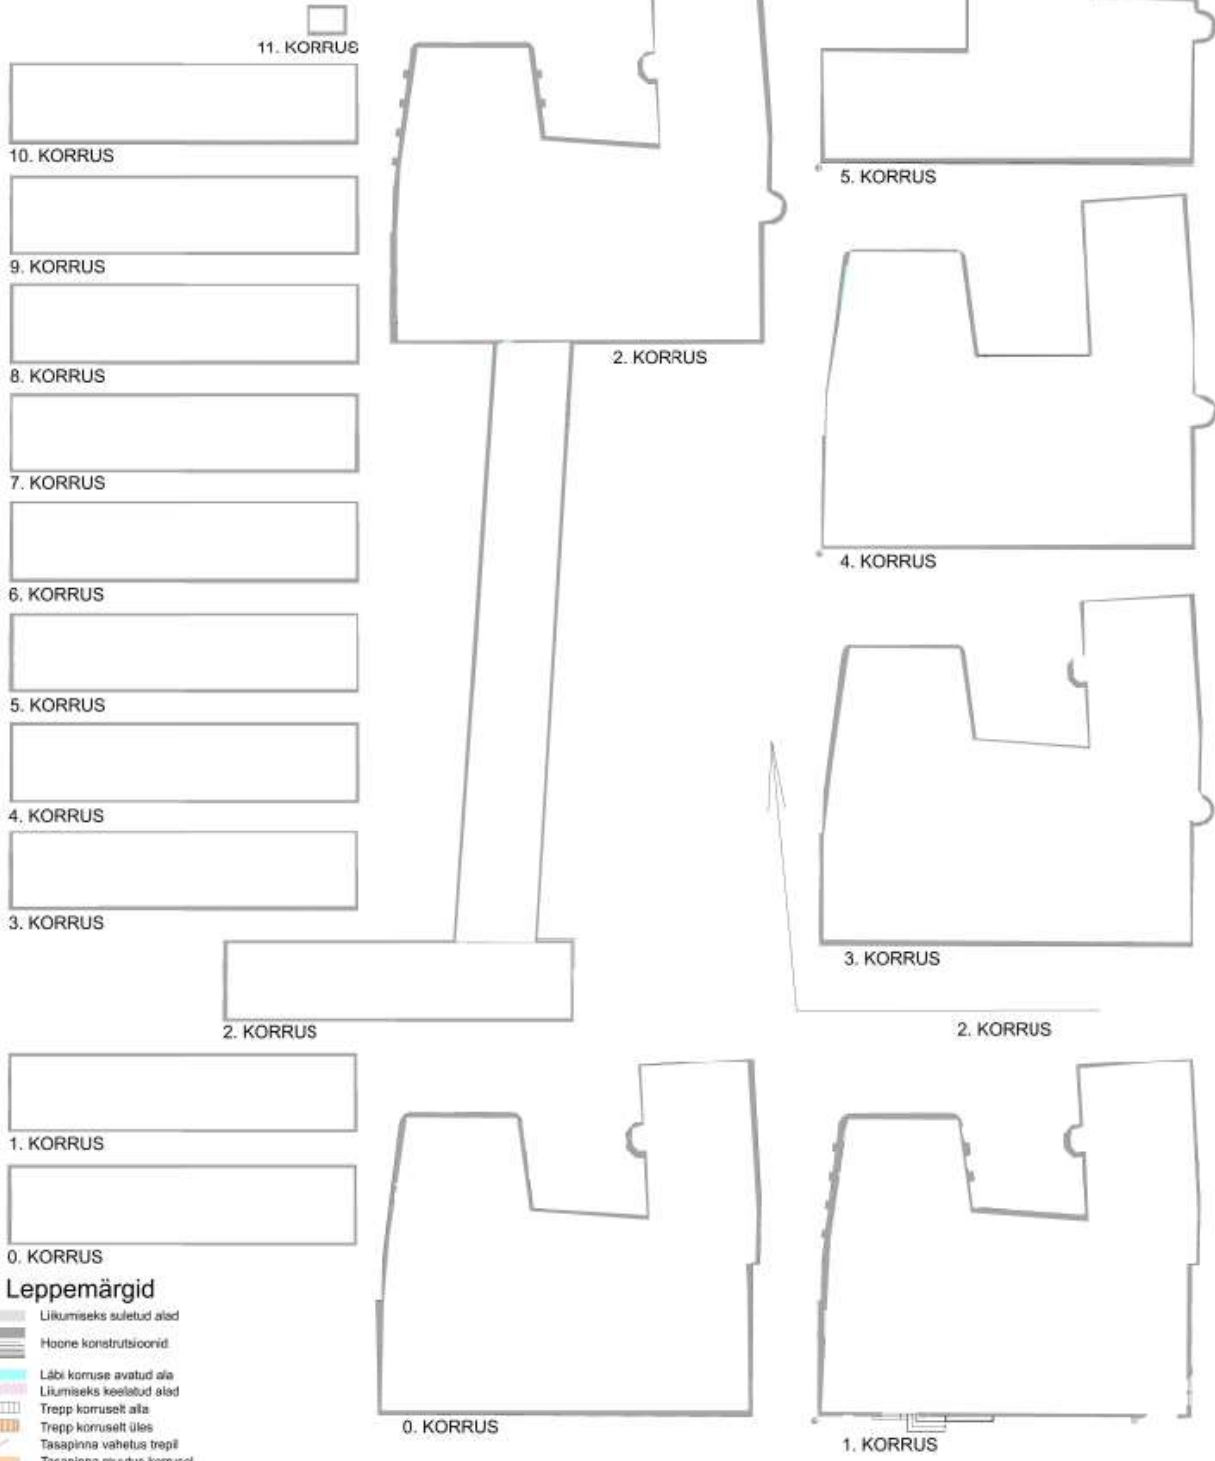 11. KORRUS
10. KORRUS
9. KORRUS
8. KORRUS
7. KORRUS
6. KORRUS
5. KORRUS
4. KORRUS
3. KORRUS
2. KORRUS
1. KORRUS
0. KORRUS
2. KORRUS
5. KORRUS
4. KORRUS
3. KORRUS
2. KORRUS
0. KORRUS
1. KORRUS
Leppemärgid
Liikumiseks suletud alad
Hoone konstrutsioonid
Läbi korruse avatud ala
Liiumiseks keelatud alad
Trepp korruselt alla
Trepp korruselt üles
Tasapinna vahetus trepil
Tasapinna muutus korrusel